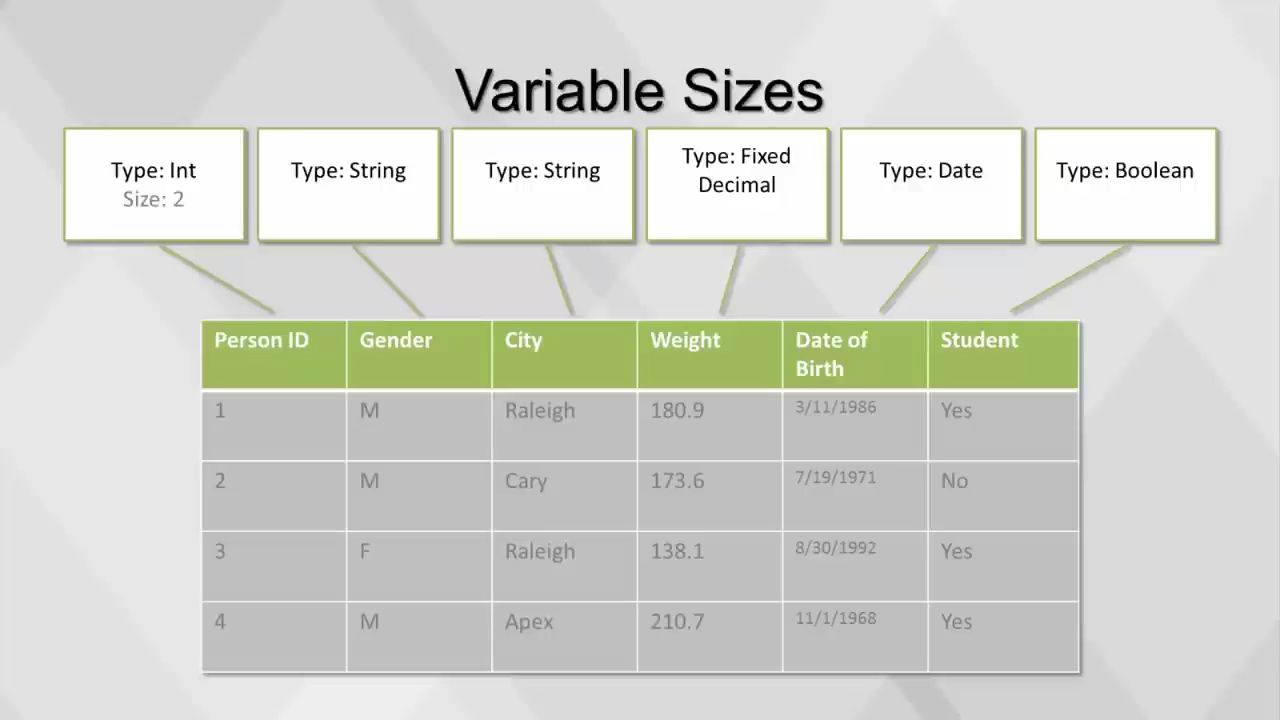 Variable Sizes
Type: Int
Size: 2
Type: String
Type: String
Type: Fixed
Decimal
Type: Date
Type: Boolean
Person ID Gender City Weight Date of Birth Student
1 M Raleigh 180.9 3/11/1986 Yes
2 M Cary 173.6 7/19/1971 No
3 F Raleigh 138.1 8/30/1992 Yes
4 M Apex 210.7 11/1/1968 Yes